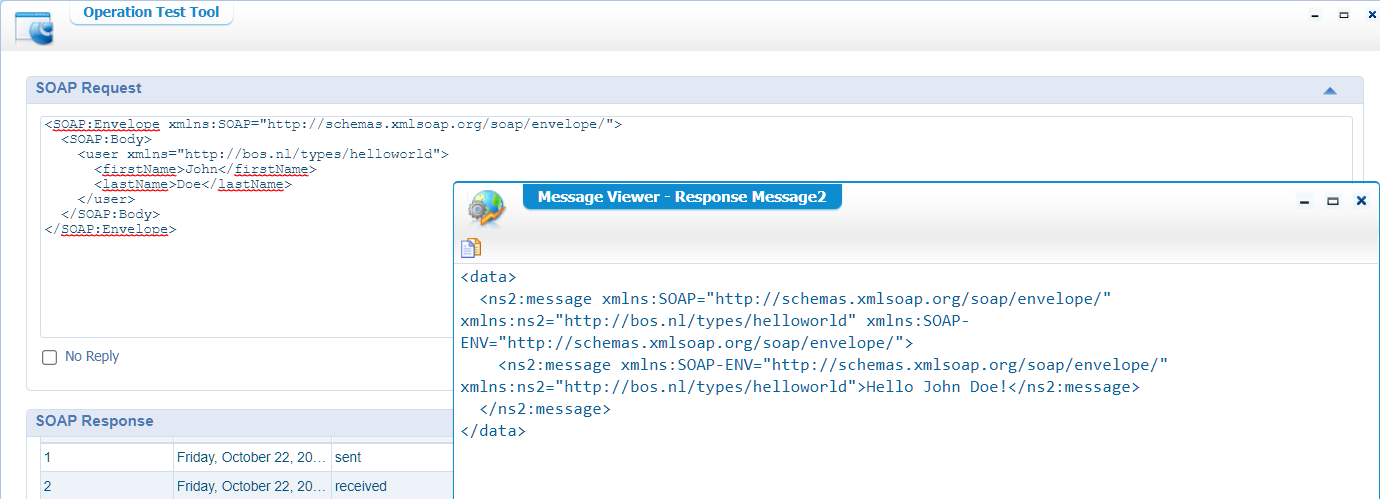 Operation Test Tool
SOAP Request
<SOAP:Envelope xmlns:SOAP="http://schemas.xmlsoap.org/soap/envelope/">
  <SOAP:Body>
    <user xmlns="http://bos.nl/types/helloworld">
      <firstName>John</firstName>
      <lastName>Doe</lastName>
    </user>
  </SOAP:Body>
</SOAP:Envelope>
No Reply
SOAP Response
1 Friday, October 22, 20... sent
2 Friday, October 22, 20... received
Message Viewer - Response Message2
<data>
  <ns2:message xmlns:SOAP="http://schemas.xmlsoap.org/soap/envelope/"
xmlns:ns2="http://bos.nl/types/helloworld" xmlns:SOAP-
ENV="http://schemas.xmlsoap.org/soap/envelope/">
    <ns2:message xmlns:SOAP-ENV="http://schemas.xmlsoap.org/soap/envelope/"
xmlns:ns2="http://bos.nl/types/helloworld">Hello John Doe!</ns2:message>
  </ns2:message>
</data>